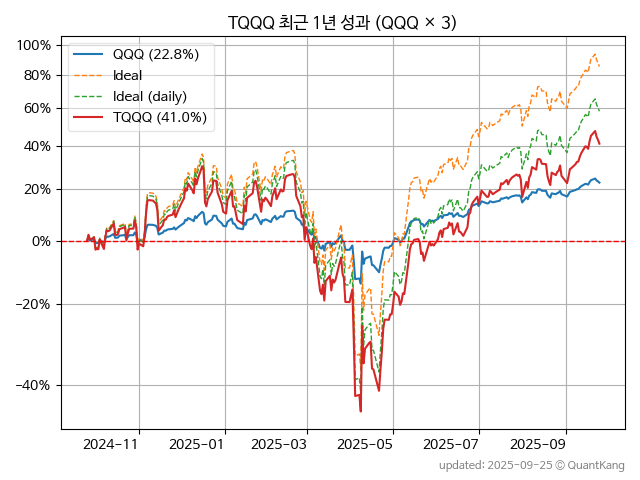 TQQQ 최근 1년 성과 (QQQ × 3)
100%
80%
60%
40%
20%
0%
−20%
−40%
QQQ (22.8%)
Ideal
Ideal (daily)
TQQQ (41.0%)
2024−11
2025−01
2025−03
2025−05
2025−07
2025−09
updated: 2025−09−25 ⓒ QuantKang